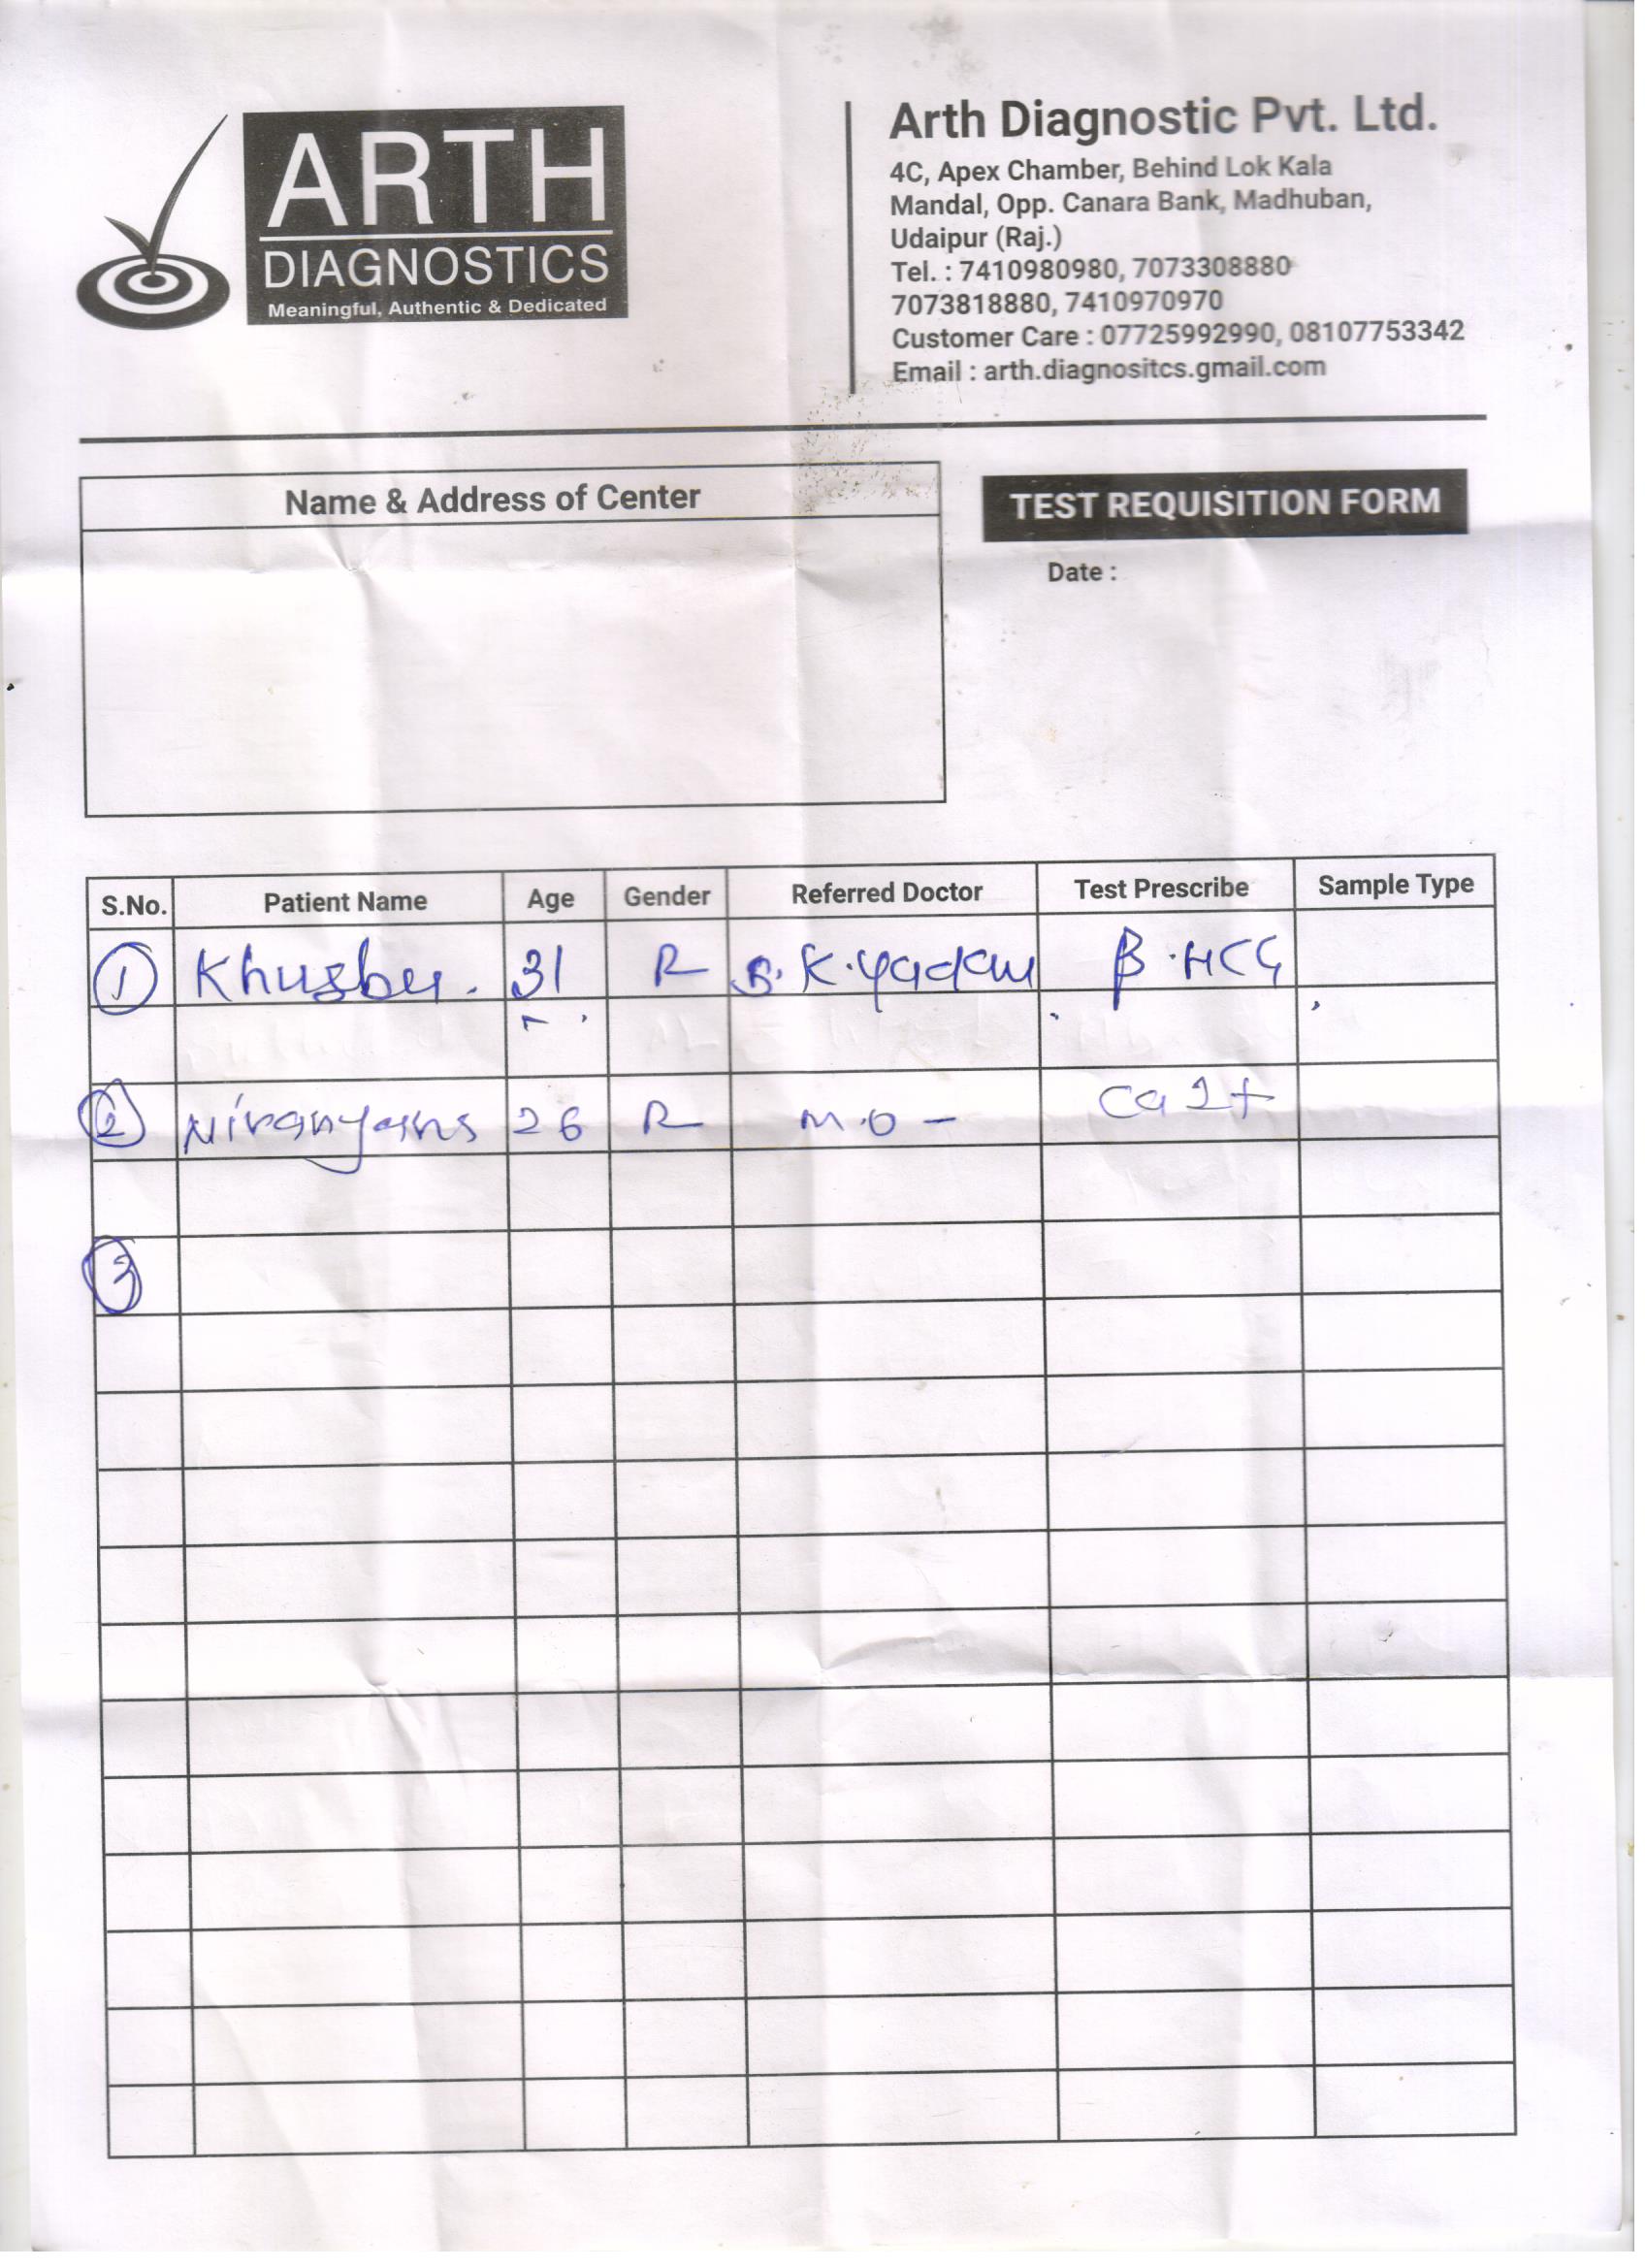 ARTH
DIAGNOSTICS
Meaningful, Authentic & Dedicated
Arth Diagnostic Pvt. Ltd.
4C, Apex Chamber, Behind Lok Kala
Mandal, Opp. Canara Bank, Madhuban,
Udaipur (Raj.)
Tel. : 7410980980, 7073308880
7073818880, 7410970970
Customer Care : 07725992990, 08107753342
Email : arth.diagnositcs.gmail.com
Name & Address of Center
TEST REQUISITION FORM
Date :
S.No. Patient Name Age Gender Referred Doctor Test Prescribe Sample Type
1 Khusbu. 31 K. Yadav β.HCG
2 26 M.O - Ca2+
3